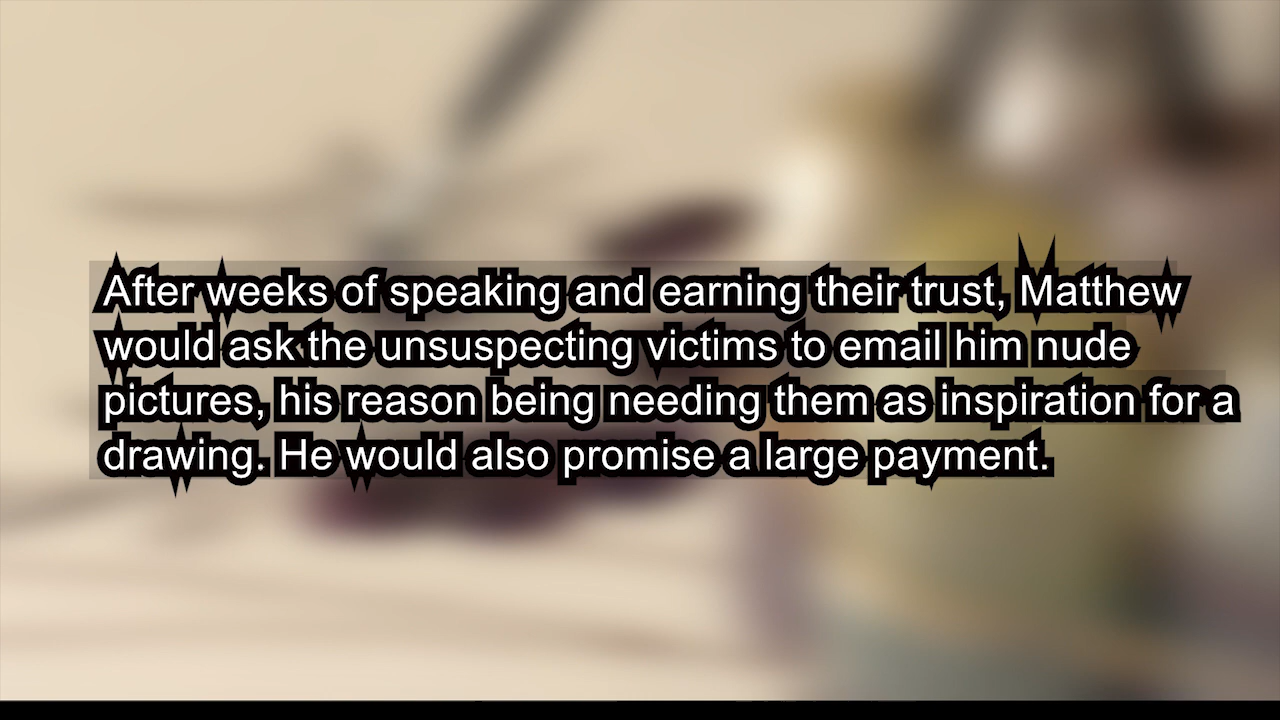 After weeks of speaking and earning their trust, Matthew
would ask the unsuspecting victims to email him nude
pictures, his reason being needing them as inspiration for a
drawing. He would also promise a large payment.